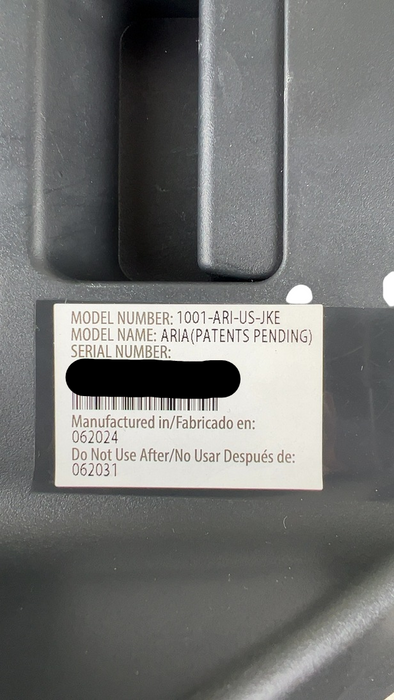 MODEL NUMBER: 1001-ARI-US-JKE
MODEL NAME: ARIA(PATENTS PENDING)
SERIAL NUMBER:
Manufactured in/Fabricado en:
062024
Do Not Use After/No Usar Después de:
062031